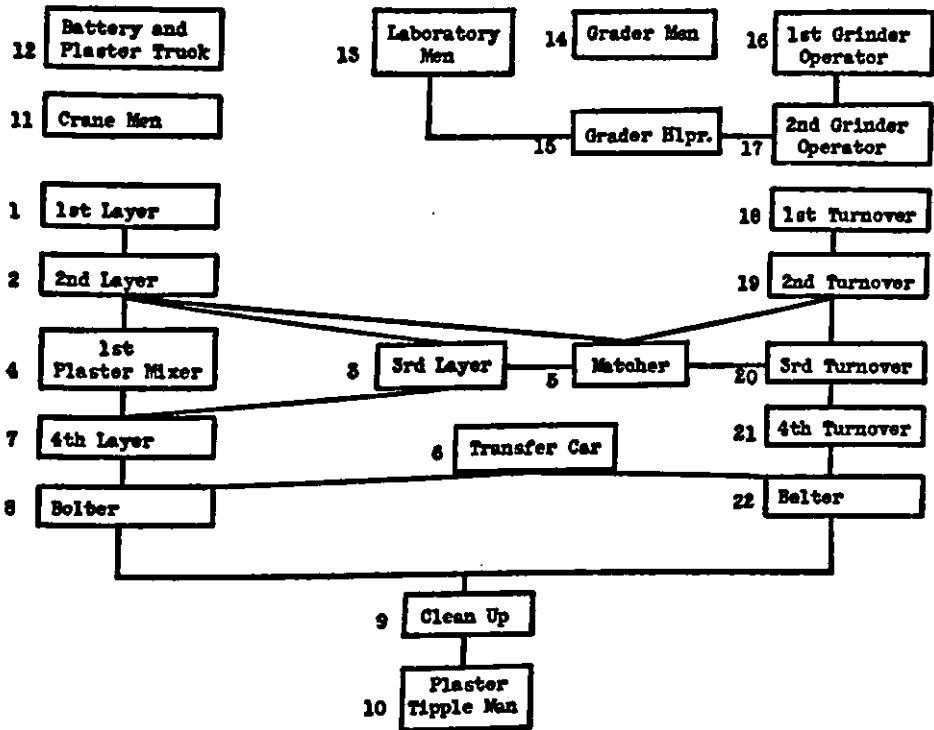 12 Battery and
Plaster Truck
13 Laboratory
Men
14 Grader Men
16 1st Grinder
Operator
11 Crane Men
15 Grader Hlpr.
17 2nd Grinder
Operator
1 1st Layer
18 1st Turnover
2 2nd Layer
19 2nd Turnover
4 1st
Plaster Mixer
3 3rd Layer
5 Matcher
20 3rd Turnover
7 4th Layer
6 Transfer Car
21 4th Turnover
8 Bolter
22 Belter
9 Clean Up
10 Plaster
Tipple Man